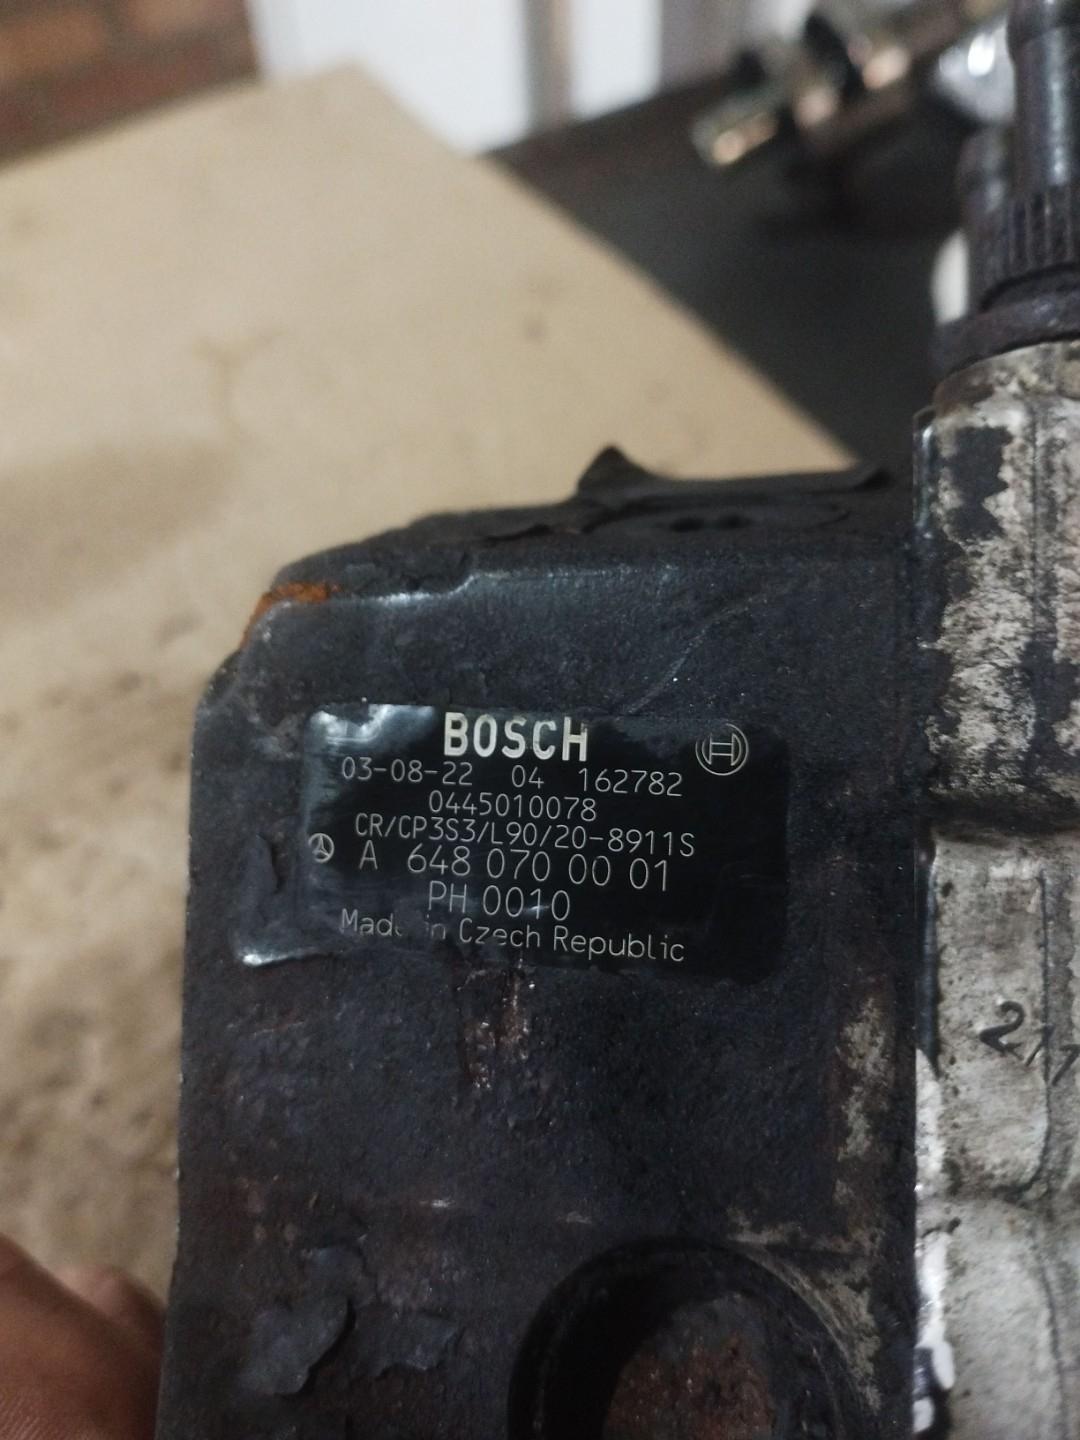 BOSCH
03-08-22 04 162782
0445010078
CR/CP3S3/L90/20-8911S
A 648 070 00 01
PH 0010
Made in Czech Republic